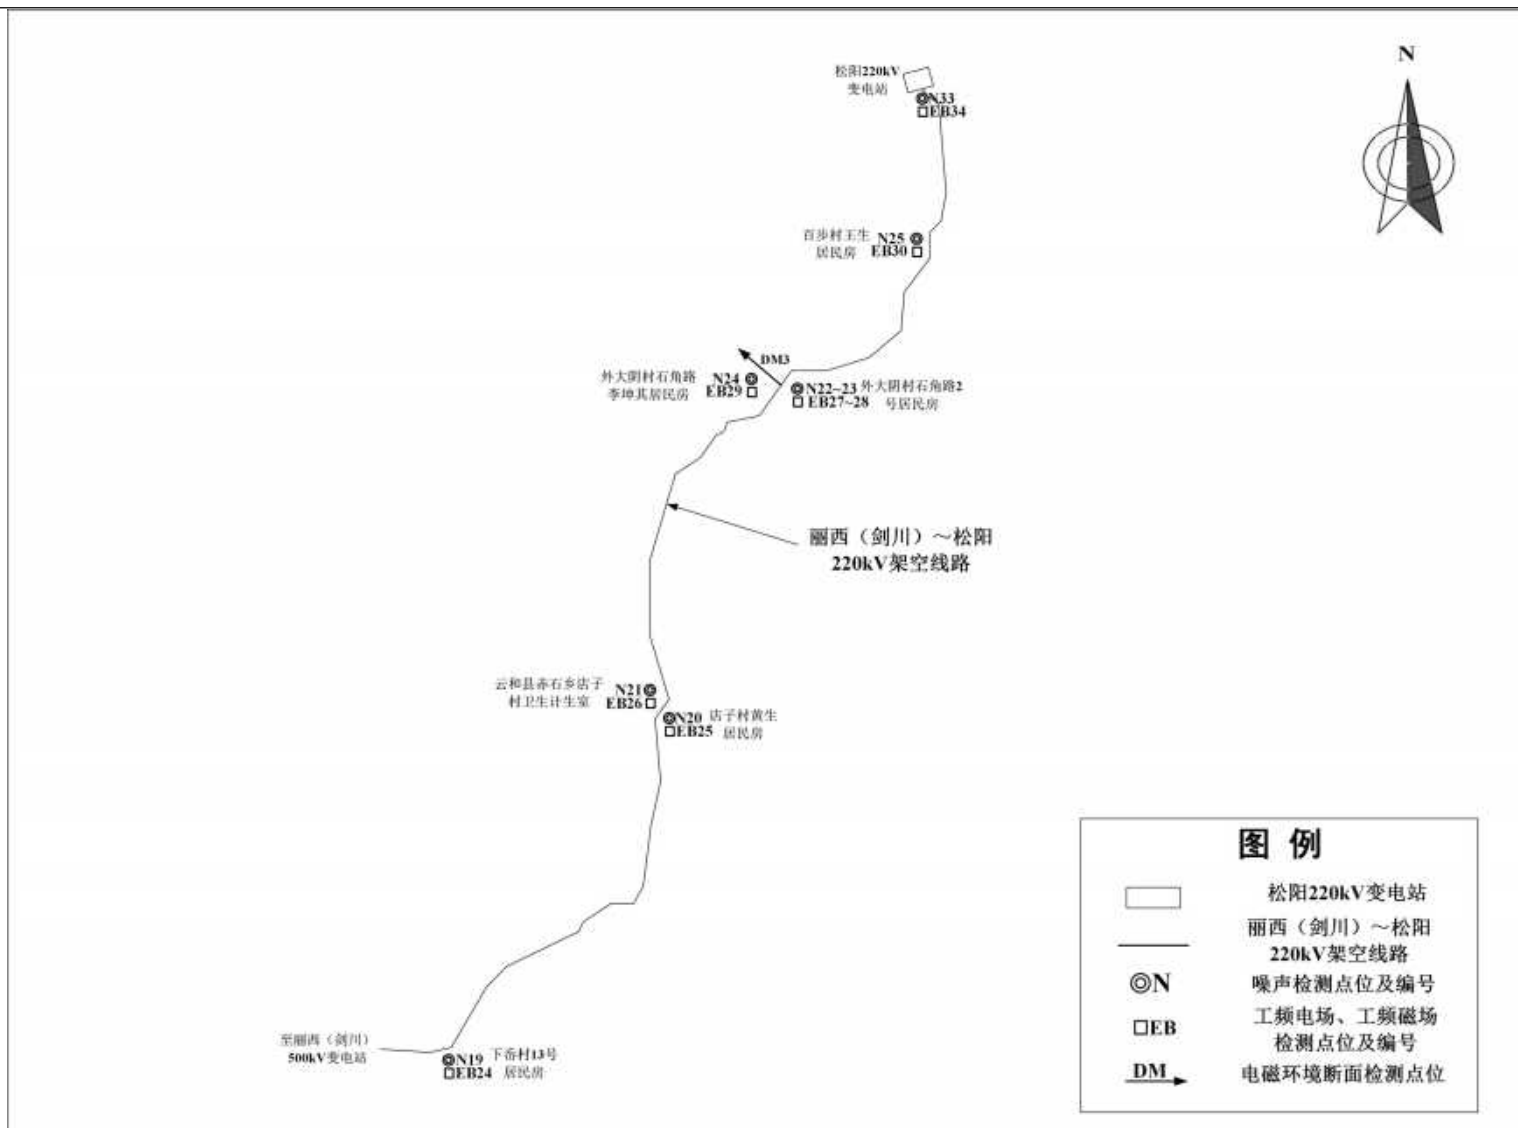 N
松阳220kV
变电站
N33
EB34
百步村王生
居民房
N25
EB30
DM3
外大阴村石角路
李坤其居民房
N24
EB29
N22~23
EB27~28
外大阴村石角路2
号居民房
丽西（剑川）～松阳
220kV架空线路
云和县赤石乡店子
村卫生计生室
N21
EB26
N20
EB25
店子村黄生
居民房
至丽西（剑川）
500kV变电站
N19
EB24
下岙村13号
居民房
图 例
松阳220kV变电站
丽西（剑川）～松阳
220kV架空线路
N
噪声检测点位及编号
EB
工频电场、工频磁场
检测点位及编号
DM
电磁环境断面检测点位